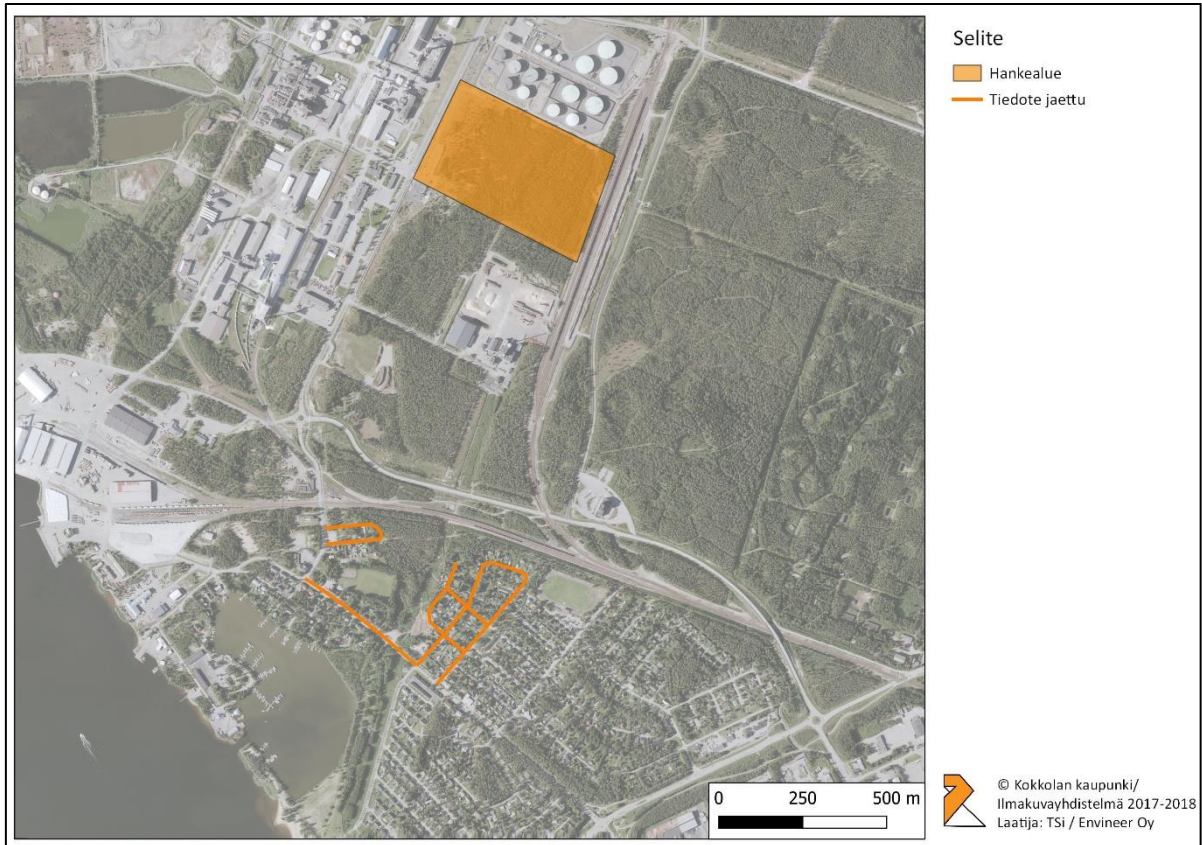 Selite
Hankealue
Tiedote jaettu
0 250 500 m
© Kokkolan kaupunki/
Ilmakuvayhdistelmä 2017-2018
Laatija: TSi / Envineer Oy